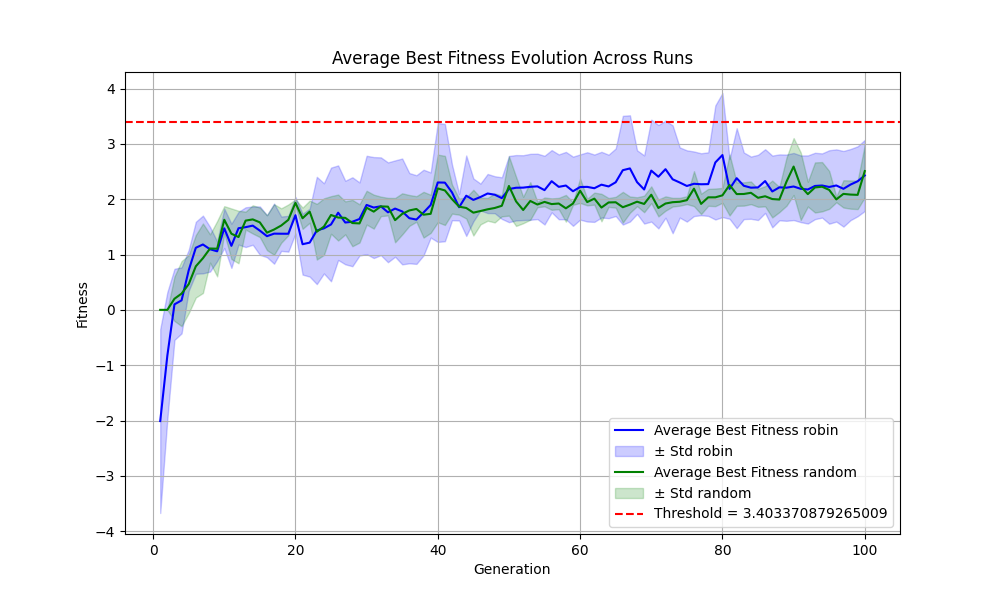 Average Best Fitness Evolution Across Runs
Fitness
4
3
2
1
0
−1
−2
−3
−4
0 20 40 60 80 100
Generation
Average Best Fitness robin
± Std robin
Average Best Fitness random
± Std random
Threshold = 3.403370879265009